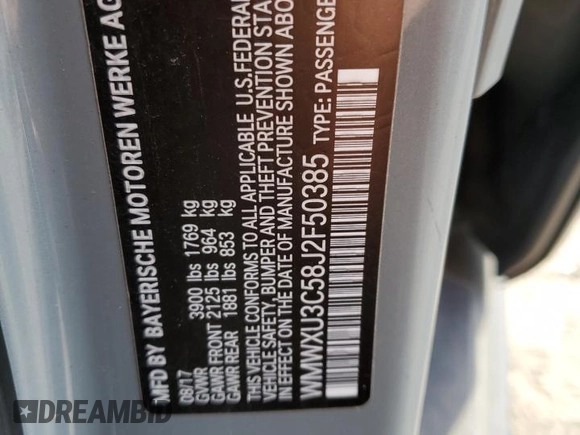 MFD BY BAYERISCHE MOTOREN WERKE AG
08/17
GVWR 3900 lbs 1769 kg
GAWR FRONT 2125 lbs 964 kg
GAWR REAR 1881 lbs 853 kg
THIS VEHICLE CONFORMS TO ALL APPLICABLE U.S. FEDERAL
VEHICLE SAFETY, BUMPER AND THEFT PREVENTION STA
IN EFFECT ON THE DATE OF MANUFACTURE SHOWN ABO
WMWXU3C58J2F50385 TYPE: PASSENGE
DREAMBID